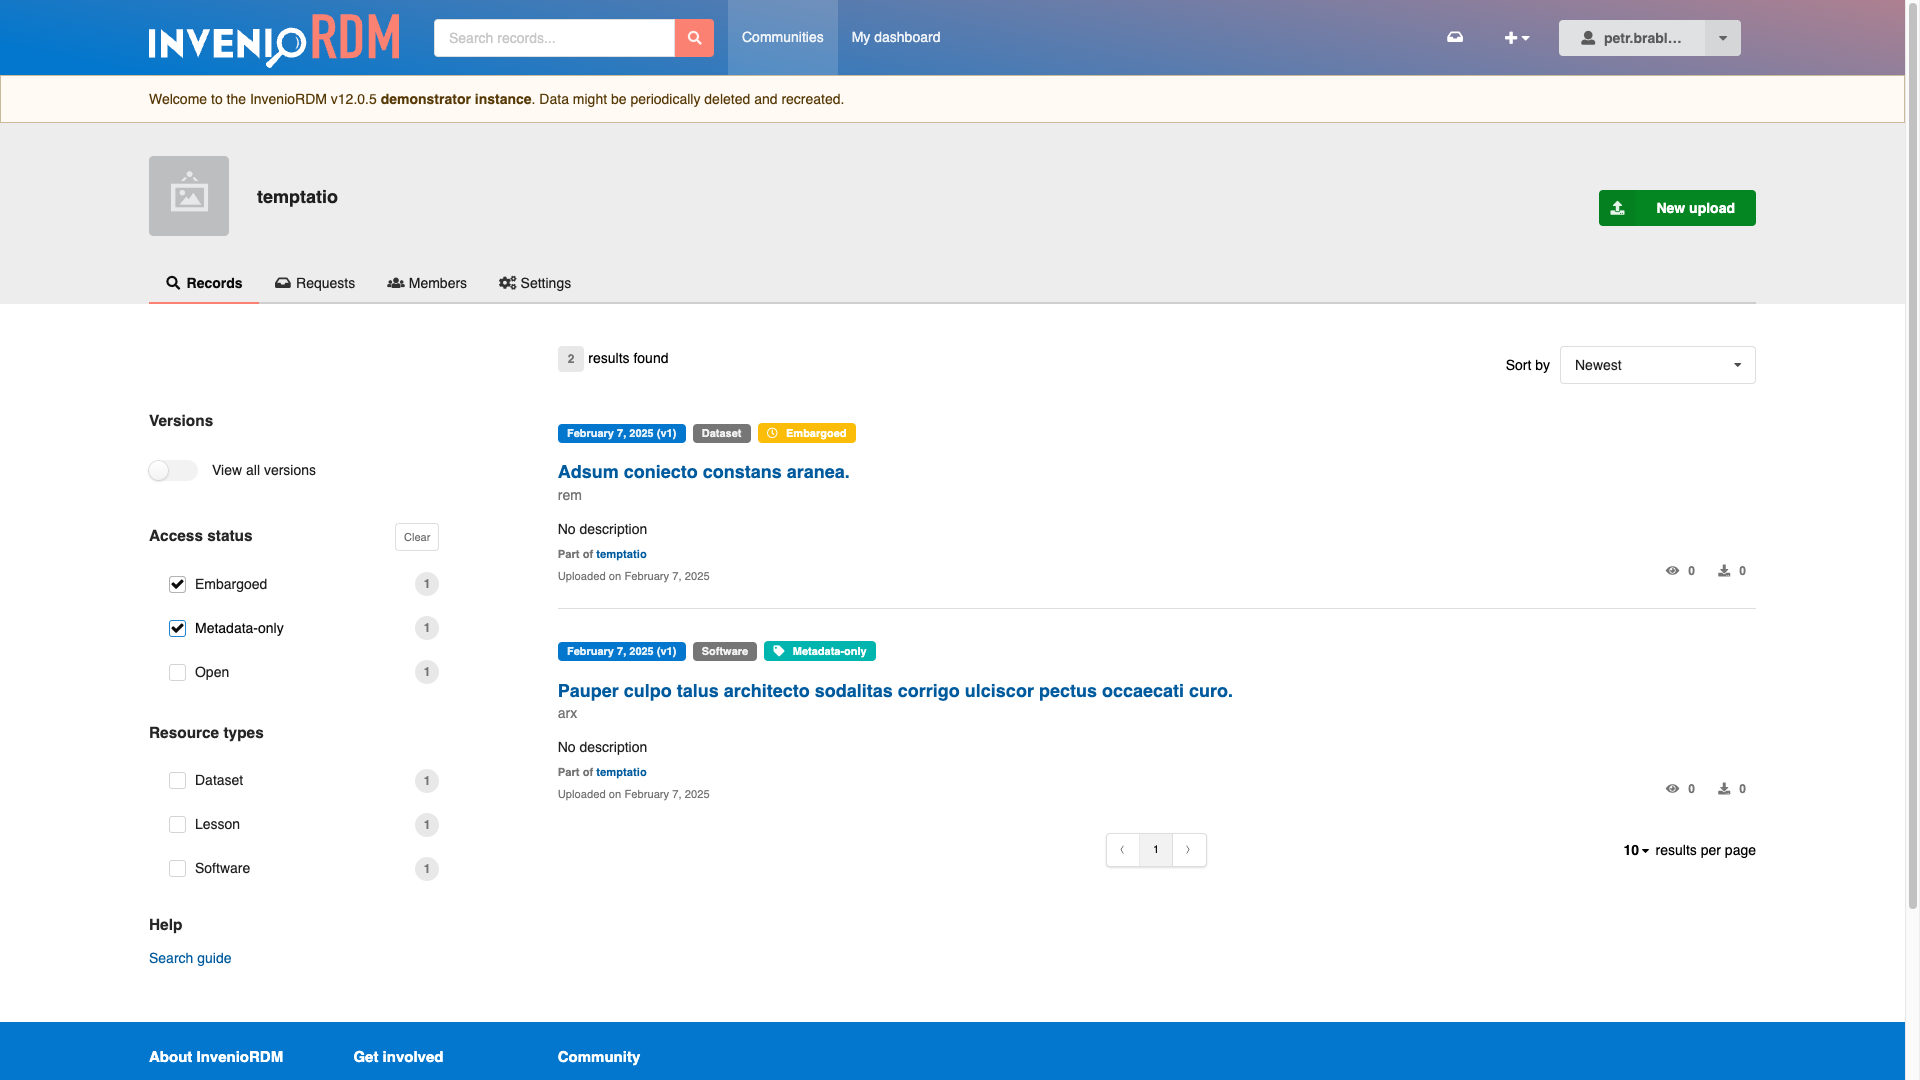 INVENIO RDM
Search records...
Communities
My dashboard
petr.brabl...
Welcome to the InvenioRDM v12.0.5 demonstrator instance. Data might be periodically deleted and recreated.
temptatio
New upload
Records
Requests
Members
Settings
2 results found
Sort by
Newest
Versions
View all versions
Access status
Clear
Embargoed 1
Metadata-only 1
Open 1
Resource types
Dataset 1
Lesson 1
Software 1
Help
Search guide
February 7, 2025 (v1) Dataset Embargoed
Adsum coniecto constans aranea.
rem
No description
Part of temptatio
Uploaded on February 7, 2025
0 0
February 7, 2025 (v1) Software Metadata-only
Pauper culpo talus architecto sodalitas corrigo ulciscor pectus occaecati curo.
arx
No description
Part of temptatio
Uploaded on February 7, 2025
0 0
1
10 results per page
About InvenioRDM
Get involved
Community